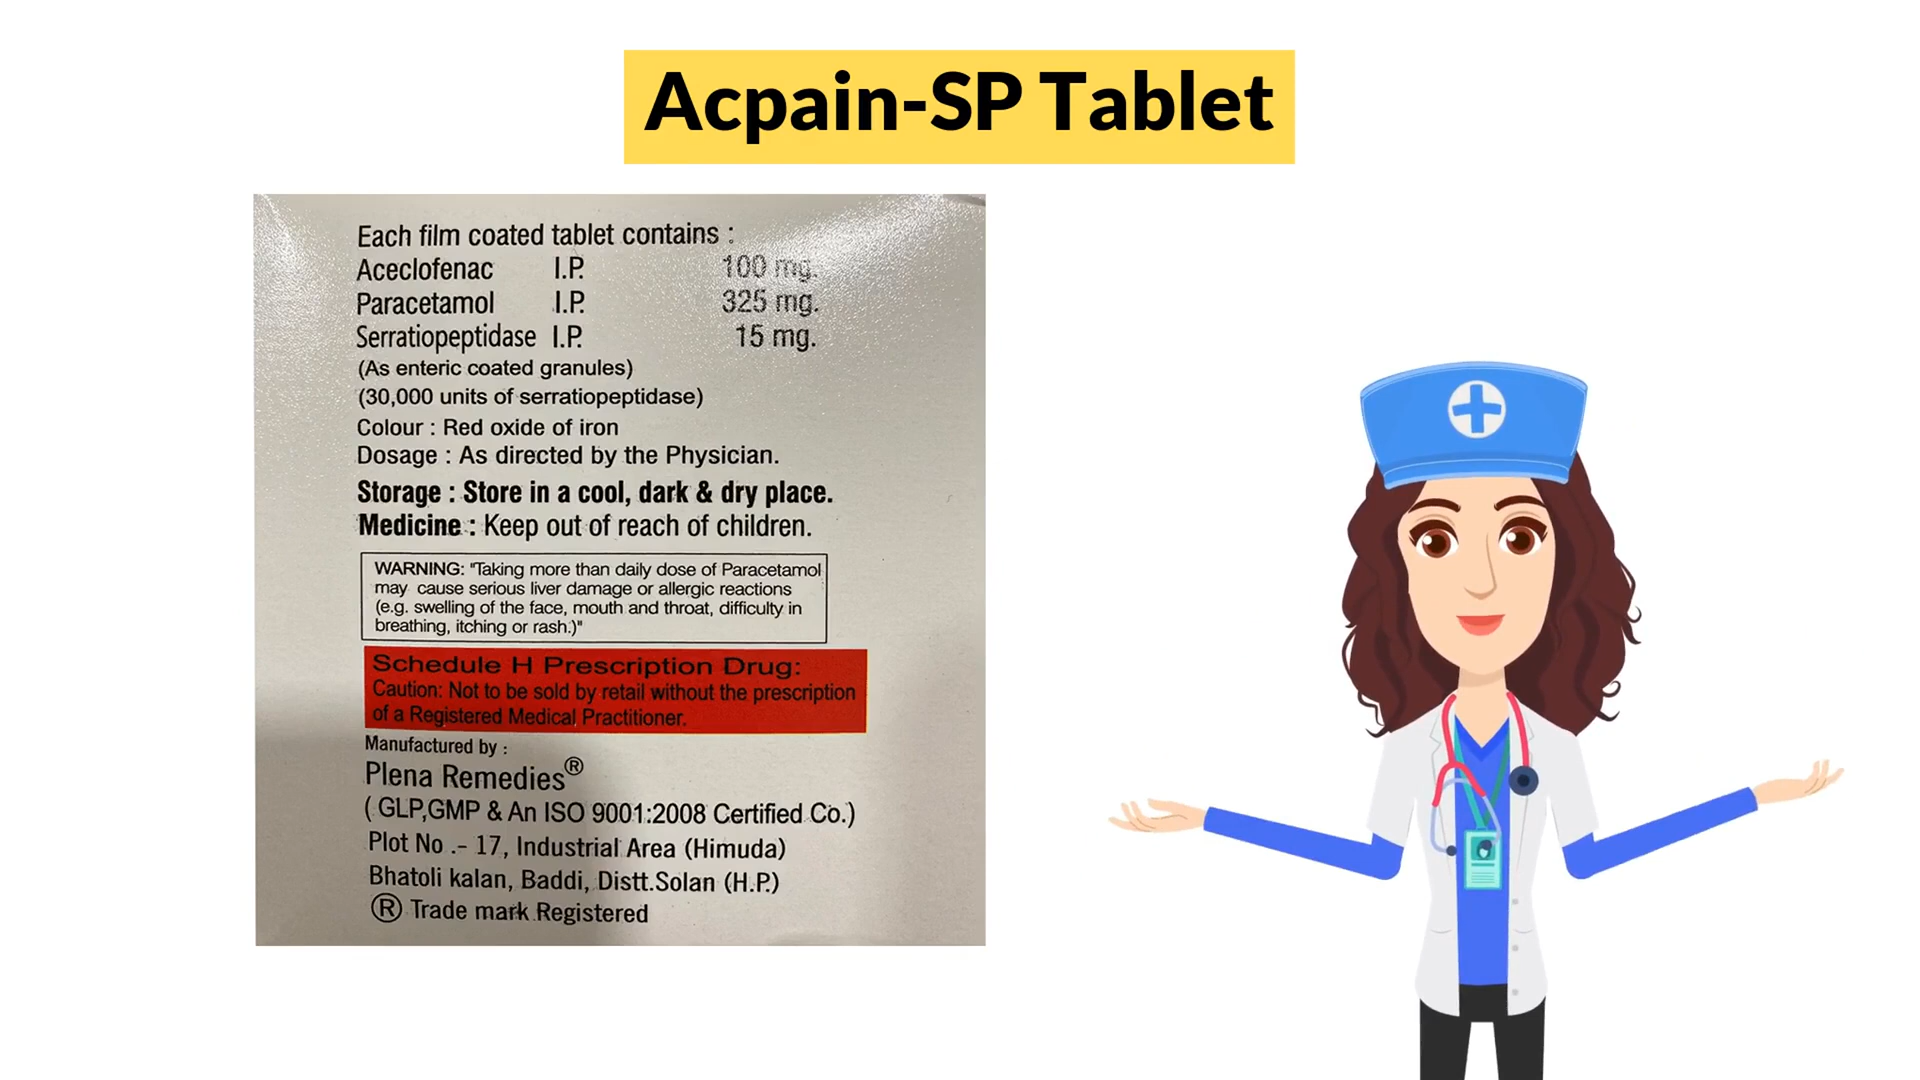 Acpain-SP Tablet
Each film coated tablet contains :
Aceclofenac I.P. 100 mg.
Paracetamol I.P. 325 mg.
Serratiopeptidase I.P. 15 mg.
(As enteric coated granules)
(30,000 units of serratiopeptidase)
Colour : Red oxide of iron
Dosage : As directed by the Physician.
Storage : Store in a cool, dark & dry place.
Medicine : Keep out of reach of children.
WARNING: "Taking more than daily dose of Paracetamol
may cause serious liver damage or allergic reactions
(e.g. swelling of the face, mouth and throat, difficulty in
breathing, itching or rash.)"
Schedule H Prescription Drug:
Caution: Not to be sold by retail without the prescription
of a Registered Medical Practitioner.
Manufactured by :
Plena Remedies®
( GLP,GMP & An ISO 9001:2008 Certified Co.)
Plot No .- 17, Industrial Area (Himuda)
Bhatoli kalan, Baddi, Distt.Solan (H.P.)
® Trade mark Registered